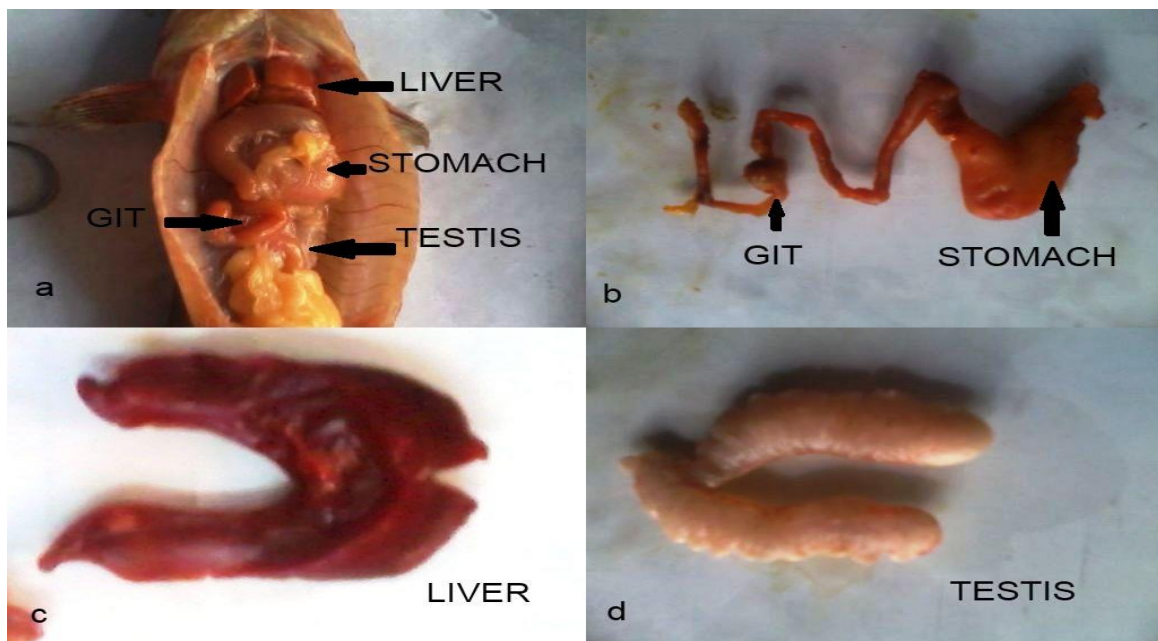 LIVER
STOMACH
GIT
TESTIS
a
GIT
STOMACH
b
LIVER
c
TESTIS
d